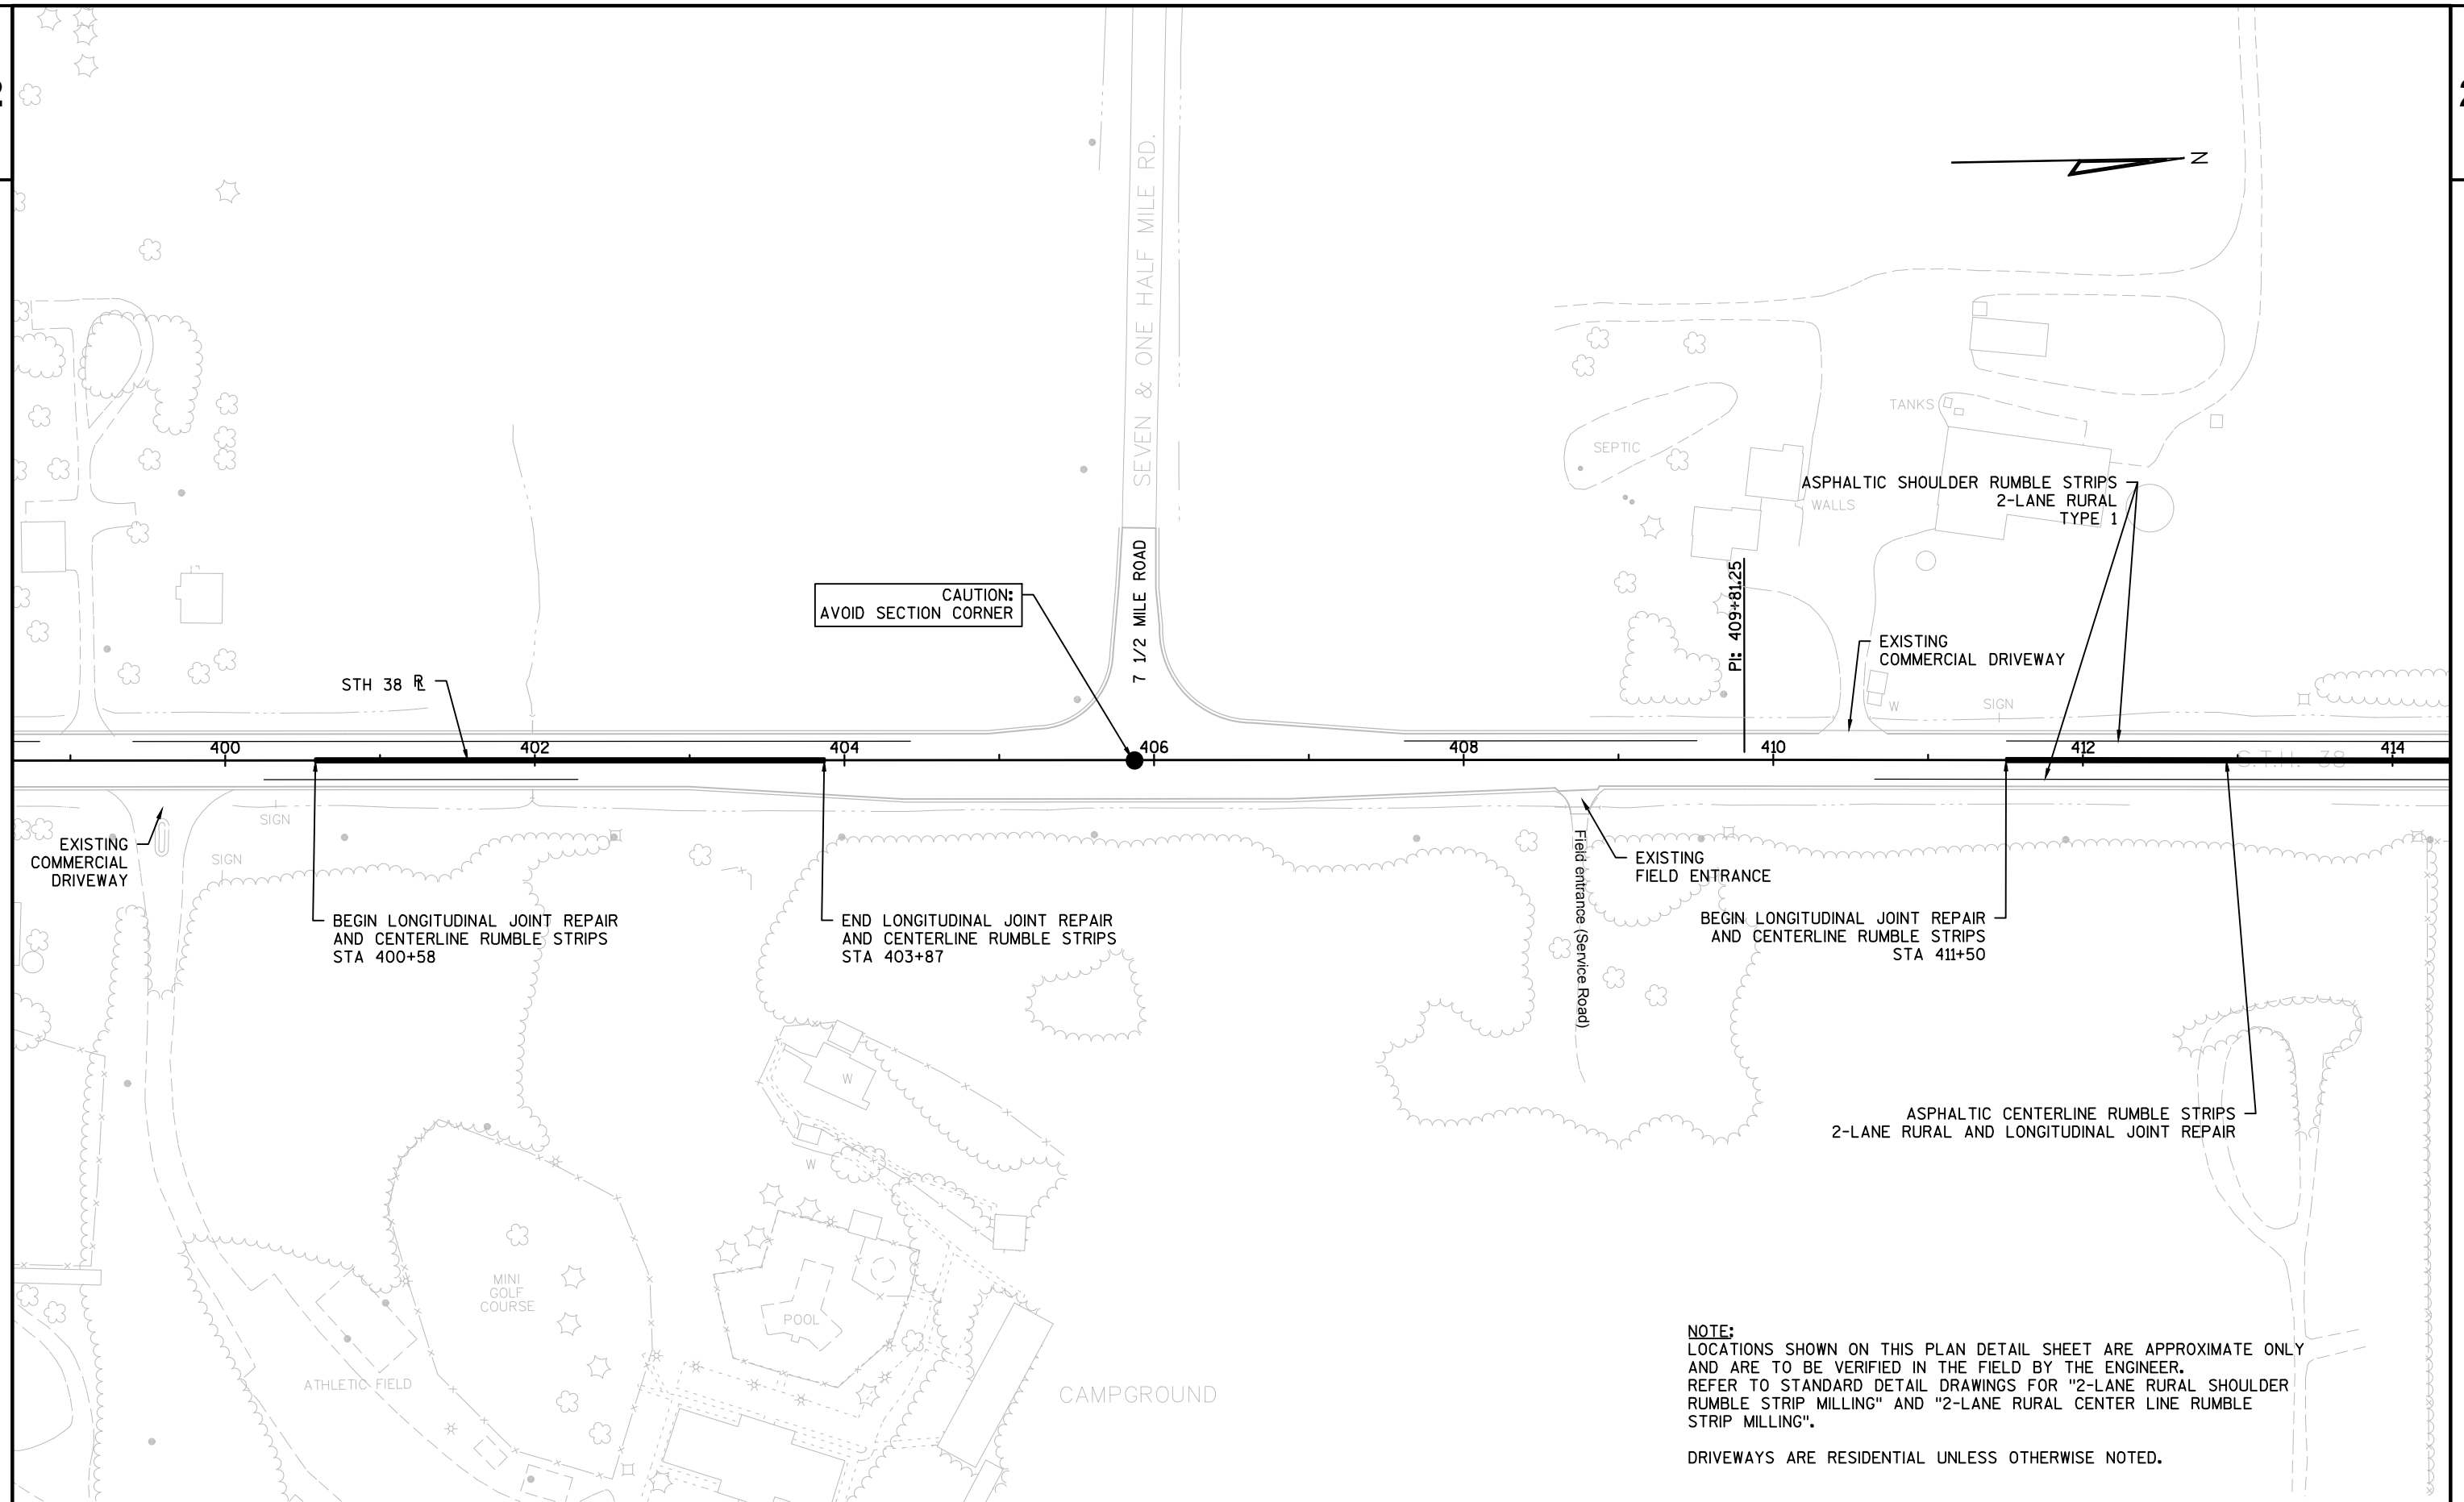 2
N
SEVEN & ONE HALF MILE RD.
TANKS
SEPTIC
WALLS
ASPHALTIC SHOULDER RUMBLE STRIPS
2-LANE RURAL
TYPE 1
7 1/2 MILE ROAD
CAUTION:
AVOID SECTION CORNER
PI: 409+81.25
EXISTING
COMMERCIAL DRIVEWAY
STH 38 RL
W
SIGN
400
402
404
406
408
410
412
414
S.T.H. 38
SIGN
SIGN
EXISTING
COMMERCIAL
DRIVEWAY
EXISTING
FIELD ENTRANCE
Field entrance (Service Road)
BEGIN LONGITUDINAL JOINT REPAIR
AND CENTERLINE RUMBLE STRIPS
STA 400+58
END LONGITUDINAL JOINT REPAIR
AND CENTERLINE RUMBLE STRIPS
STA 403+87
BEGIN LONGITUDINAL JOINT REPAIR
AND CENTERLINE RUMBLE STRIPS
STA 411+50
W
W
ASPHALTIC CENTERLINE RUMBLE STRIPS
2-LANE RURAL AND LONGITUDINAL JOINT REPAIR
MINI
GOLF
COURSE
POOL
ATHLETIC FIELD
CAMPGROUND
NOTE:
LOCATIONS SHOWN ON THIS PLAN DETAIL SHEET ARE APPROXIMATE ONLY
AND ARE TO BE VERIFIED IN THE FIELD BY THE ENGINEER.
REFER TO STANDARD DETAIL DRAWINGS FOR "2-LANE RURAL SHOULDER
RUMBLE STRIP MILLING" AND "2-LANE RURAL CENTER LINE RUMBLE
STRIP MILLING".
DRIVEWAYS ARE RESIDENTIAL UNLESS OTHERWISE NOTED.